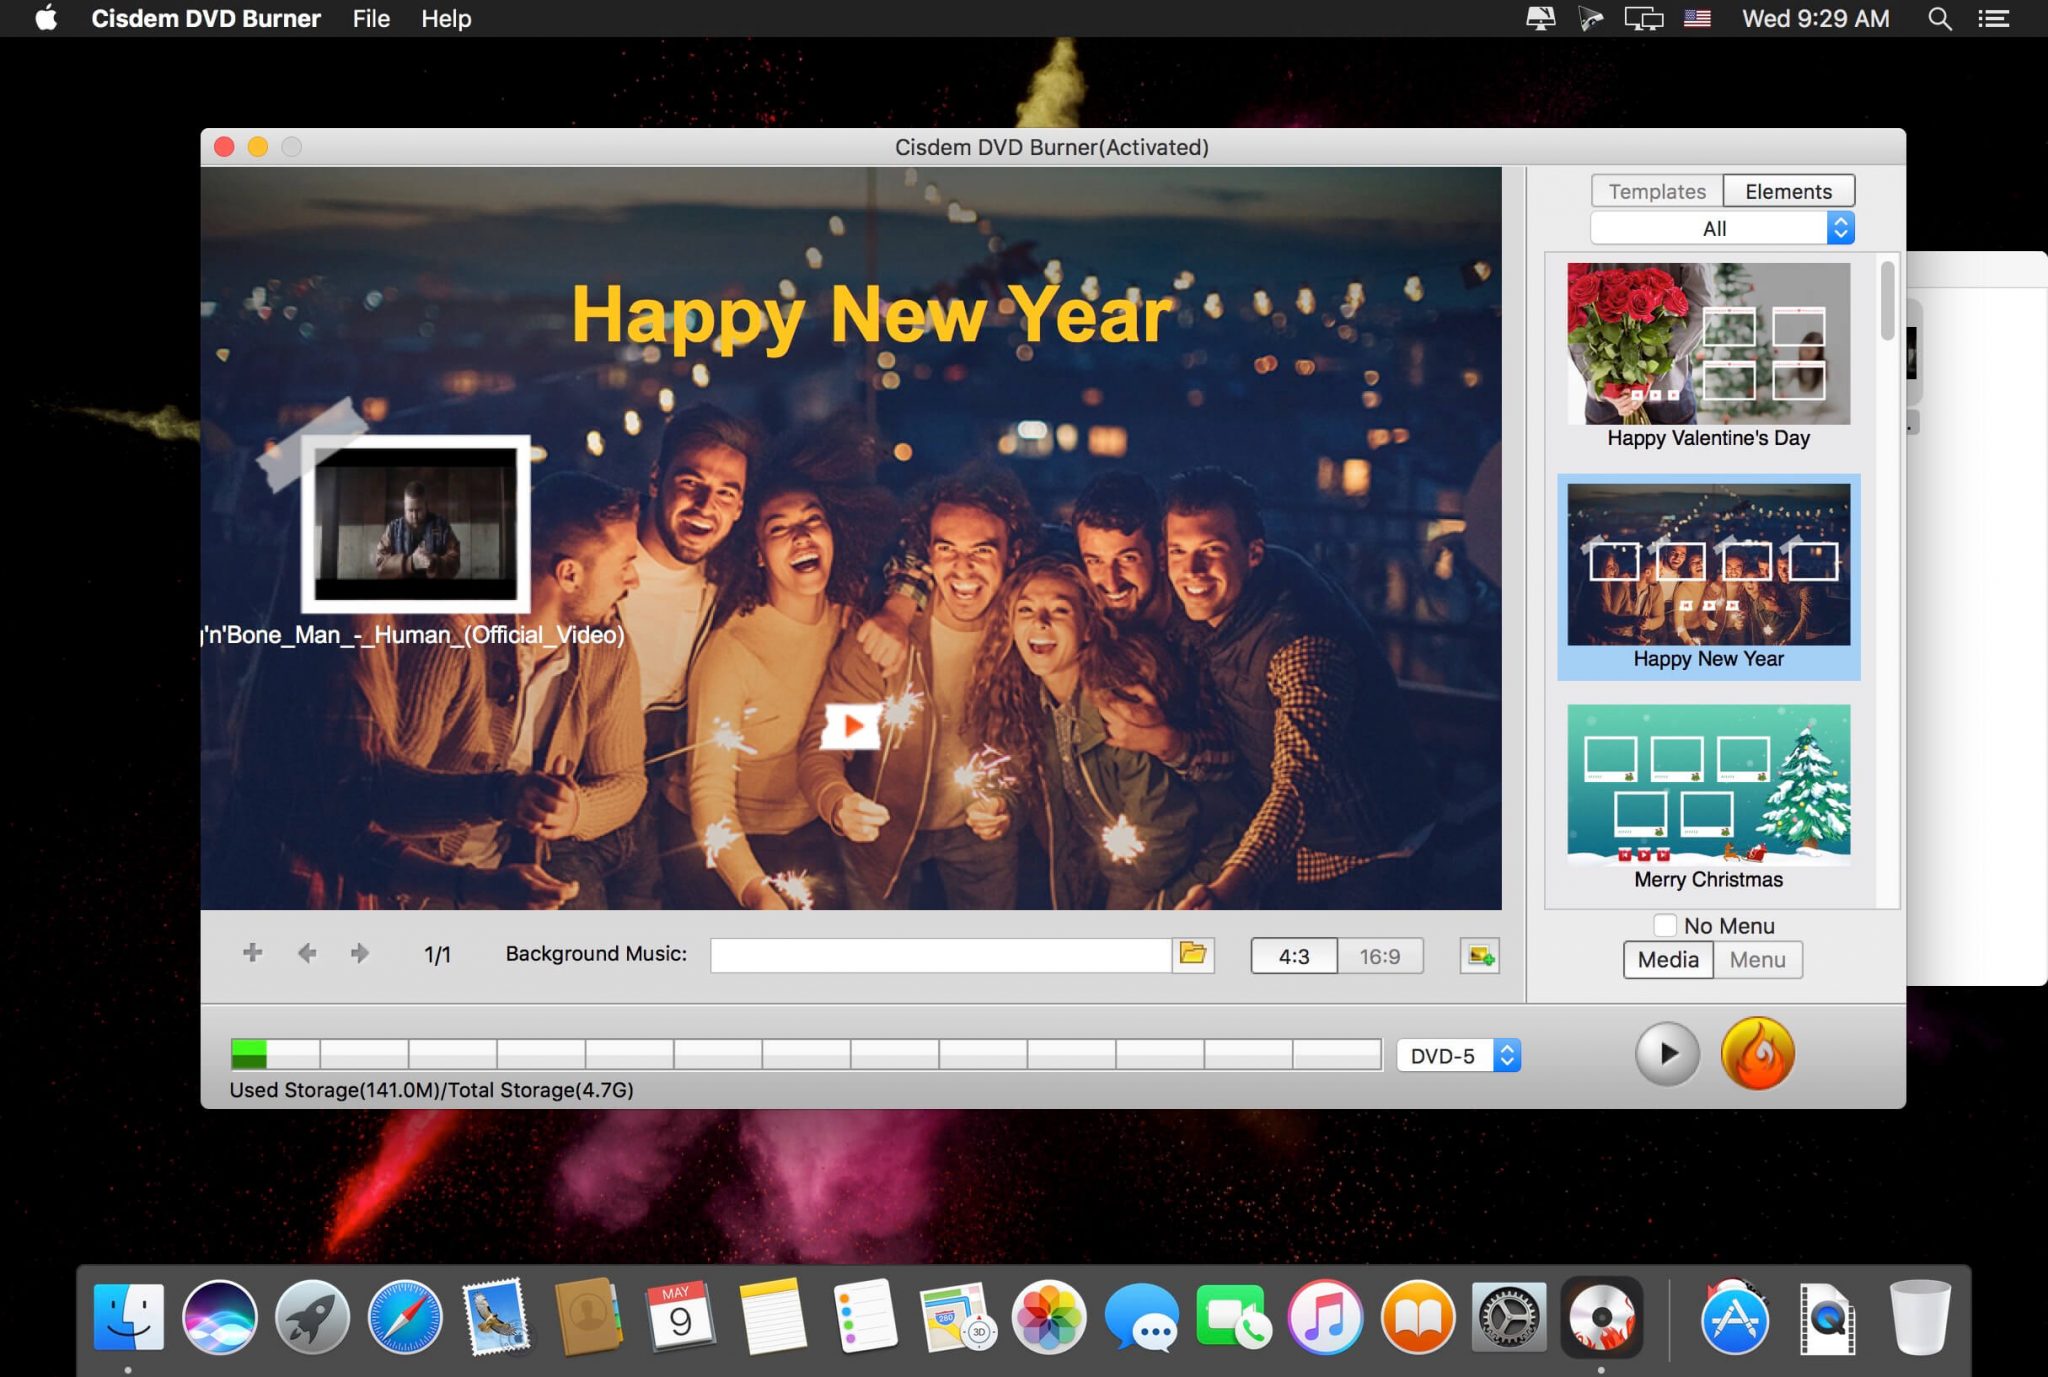 Cisdem DVD Burner File Help Wed 9:29 AM
Cisdem DVD Burner(Activated)
Happy New Year
'n'Bone_Man_-_Human_(Official_Video)
Templates Elements
All
Happy Valentine's Day
Happy New Year
Merry Christmas
No Menu
Media Menu
1/1 Background Music: 4:3 16:9
DVD-5
Used Storage(141.0M)/Total Storage(4.7G)
MAY
9
280
3D